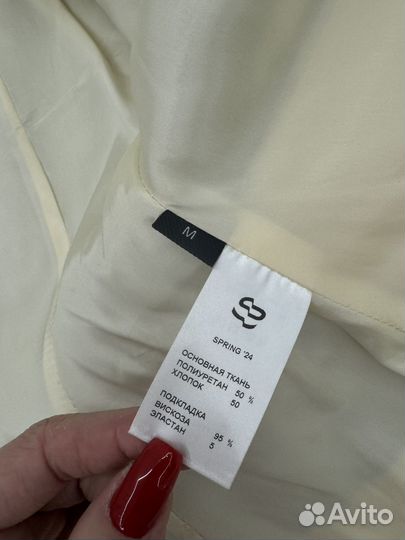 M
SPRING '24
ОСНОВНАЯ ТКАНЬ
ПОЛИУРЕТАН 50 %
ХЛОПОК 50
ПОДКЛАДКА
ВИСКОЗА 95 %
ЭЛАСТАН 5
Avito